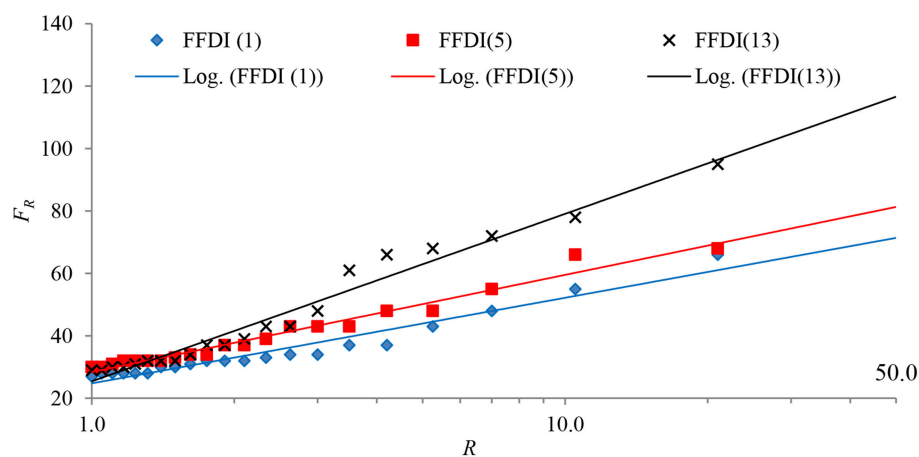 140
FFDI (1) FFDI(5) FFDI(13)
Log. (FFDI (1)) Log. (FFDI(5)) Log. (FFDI(13))
120
100
80
60
40
20
F_R
50.0
1.0 10.0
R